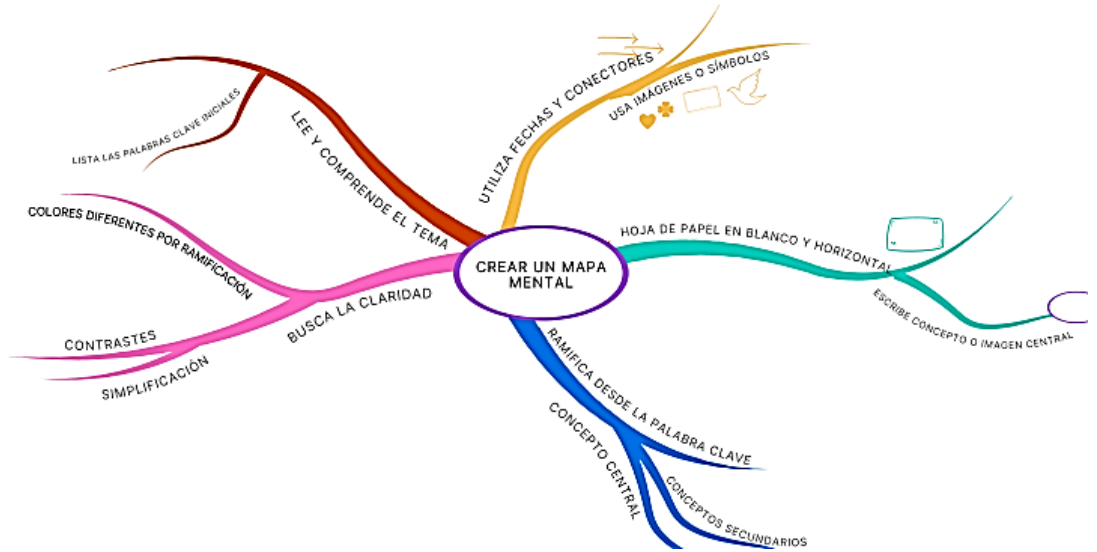 CREAR UN MAPA
MENTAL
LEE Y COMPRENDE EL TEMA
LISTA LAS PALABRAS CLAVE INICIALES
UTILIZA FECHAS Y CONECTORES
USA IMÁGENES O SÍMBOLOS
HOJA DE PAPEL EN BLANCO Y HORIZONTAL
ESCRIBE CONCEPTO O IMAGEN CENTRAL
RAMIFICA DESDE LA PALABRA CLAVE
CONCEPTO CENTRAL
CONCEPTOS SECUNDARIOS
BUSCA LA CLARIDAD
COLORES DIFERENTES POR RAMIFICACIÓN
CONTRASTES
SIMPLIFICACIÓN